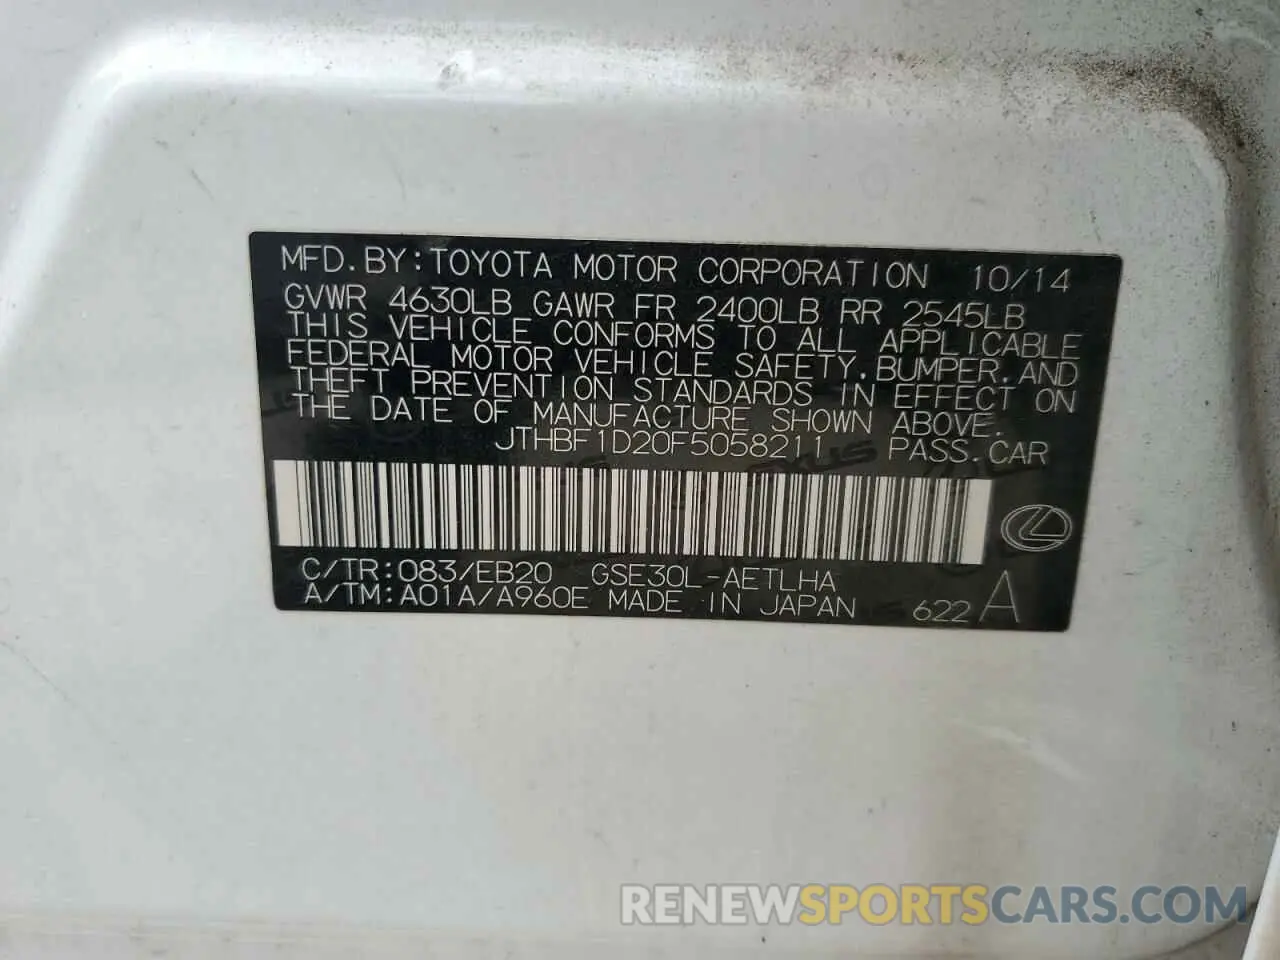 MFD.BY:TOYOTA MOTOR CORPORATION 10/14
GVWR 4630LB GAWR FR 2400LB RR 2545LB
THIS VEHICLE CONFORMS TO ALL APPLICABLE
FEDERAL MOTOR VEHICLE SAFETY,BUMPER,AND
THEFT PREVENTION STANDARDS IN EFFECT ON
THE DATE OF MANUFACTURE SHOWN ABOVE.
JTHBF1D20F5058211 PASS.CAR
C/TR:083/EB20 GSE30L-AETLHA
A/TM:A01A/A960E MADE IN JAPAN 622 A
RENEWSPORTSCARS.COM